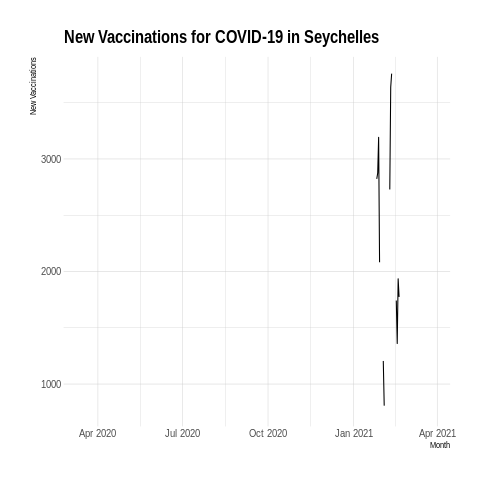 New Vaccinations for COVID-19 in Seychelles
New Vaccinations
3000
2000
1000
Apr 2020 Jul 2020 Oct 2020 Jan 2021 Apr 2021
Month